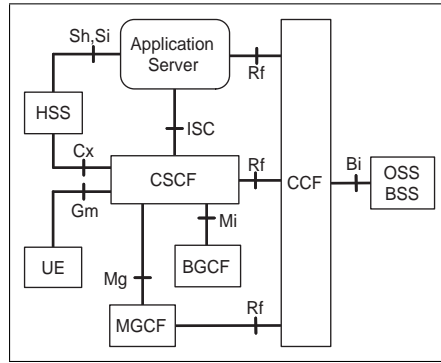 Sh,Si
Application
Server
Rf
HSS
ISC
Cx
CSCF
Rf
CCF
Bi
OSS
BSS
Gm
Mi
UE
BGCF
Mg
MGCF
Rf